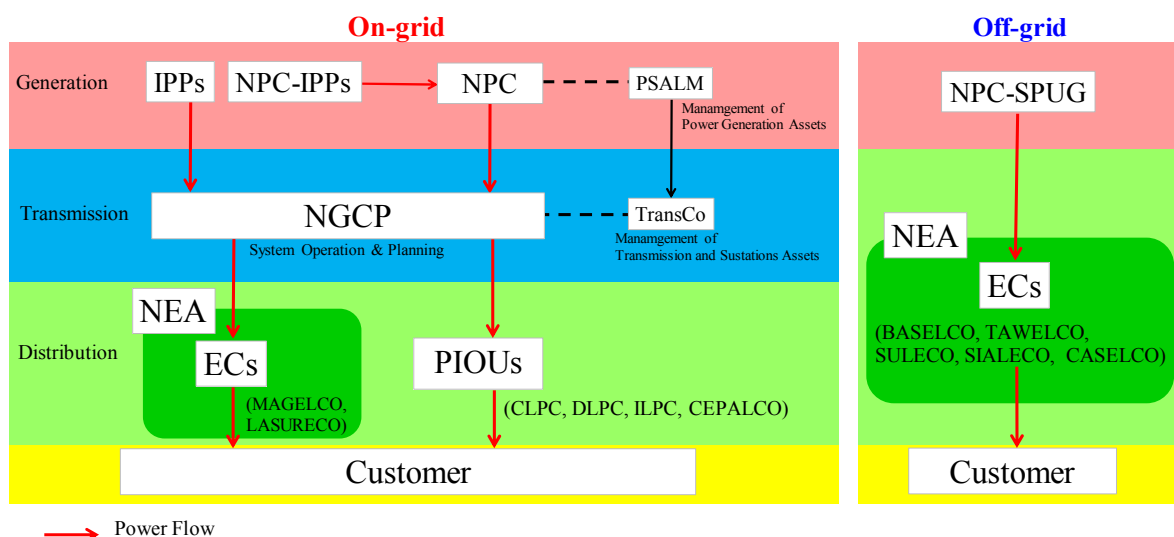 On-grid
Off-grid
Generation
IPPs
NPC-IPPs
NPC
PSALM
Manamgement of
Power Generation Assets
NPC-SPUG
Transmission
NGCP
System Operation & Planning
TransCo
Manamgement of
Transmission and Sustations Assets
NEA
ECs
(BASELCO, TAWELCO,
SULECO, SIALECO, CASELCO)
Distribution
NEA
ECs
(MAGELCO,
LASURECO)
PIOUs
(CLPC, DLPC, ILPC, CEPALCO)
Customer
Customer
Power Flow